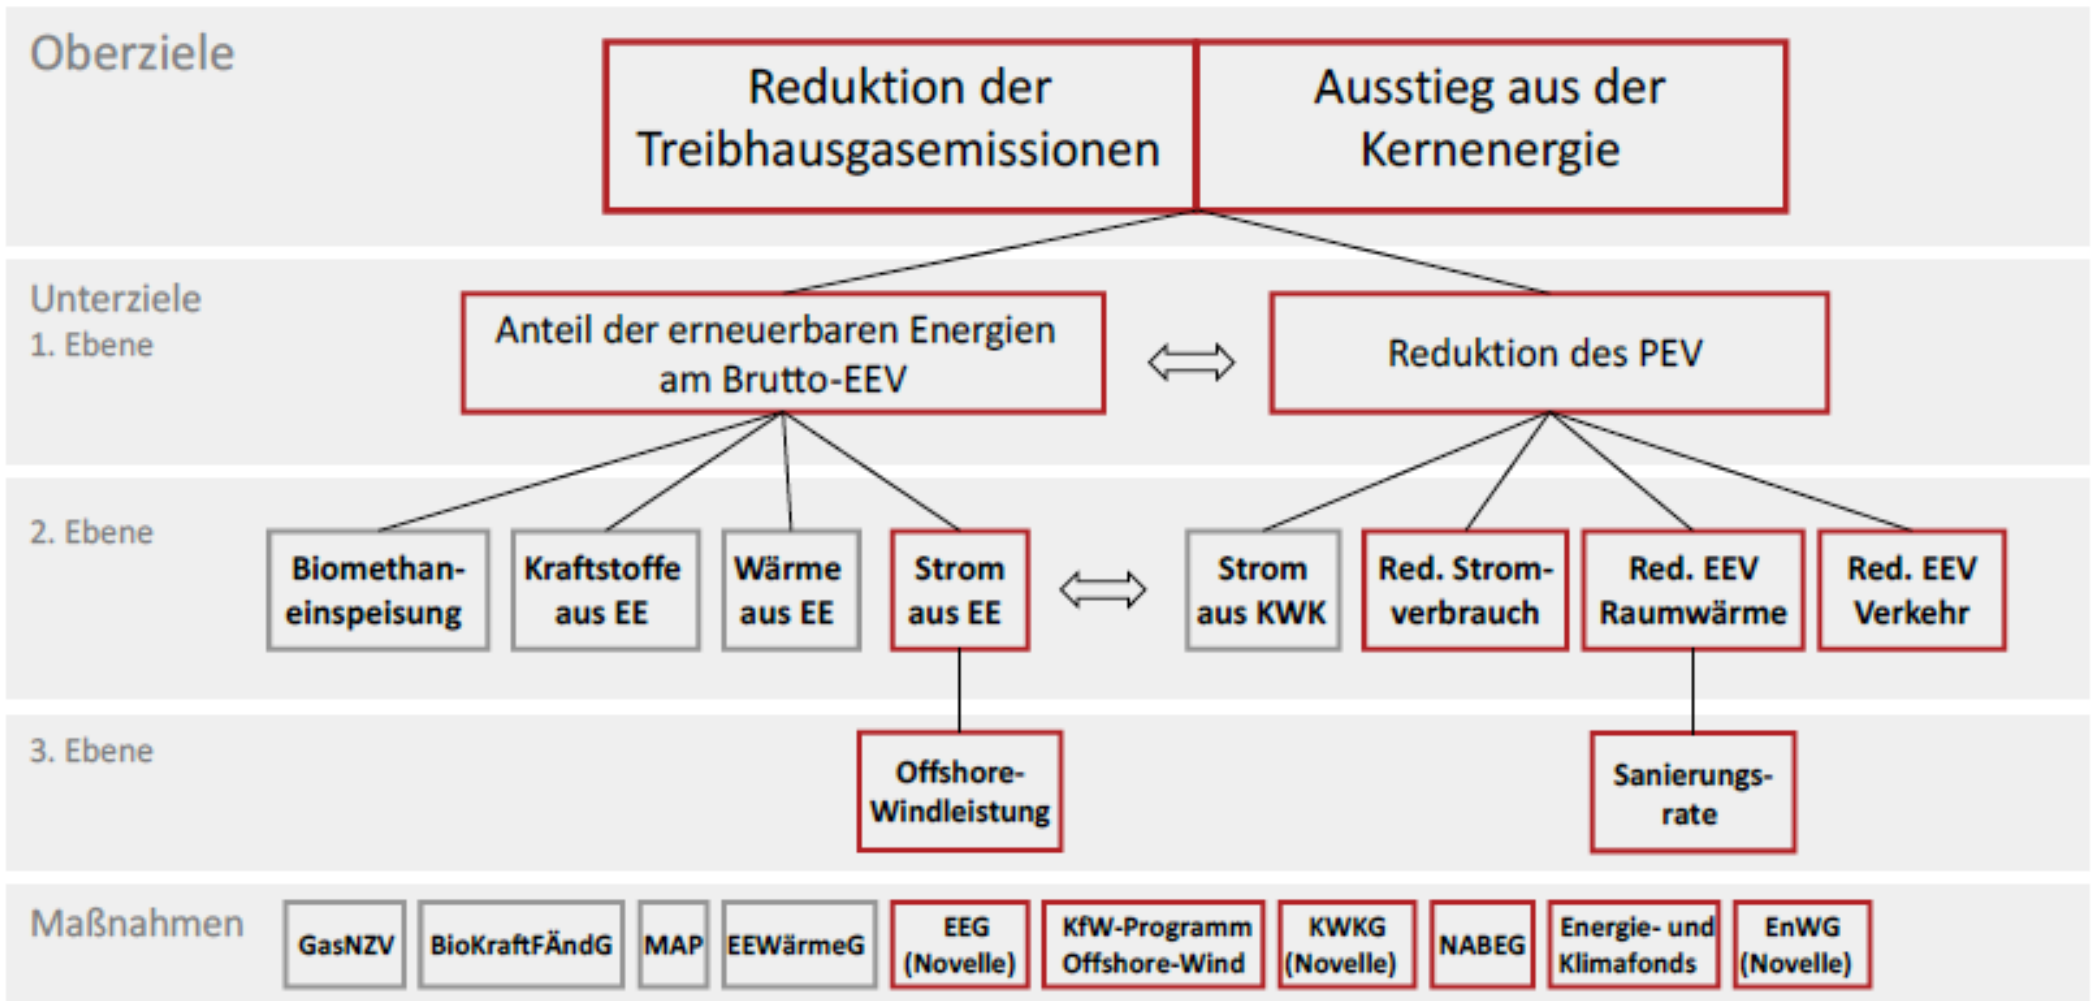 Oberziele
Reduktion der
Treibhausgasemissionen
Ausstieg aus der
Kernenergie
Unterziele
1. Ebene
Anteil der erneuerbaren Energien
am Brutto-EEV
Reduktion des PEV
2. Ebene
Biomethan-
einspeisung
Kraftstoffe
aus EE
Wärme
aus EE
Strom
aus EE
Strom
aus KWK
Red. Strom-
verbrauch
Red. EEV
Raumwärme
Red. EEV
Verkehr
3. Ebene
Offshore-
Windleistung
Sanierungs-
rate
Maßnahmen
GasNZV
BioKraftFÄndG
MAP
EEWärmeG
EEG
(Novelle)
KfW-Programm
Offshore-Wind
KWKG
(Novelle)
NABEG
Energie- und
Klimafonds
EnWG
(Novelle)